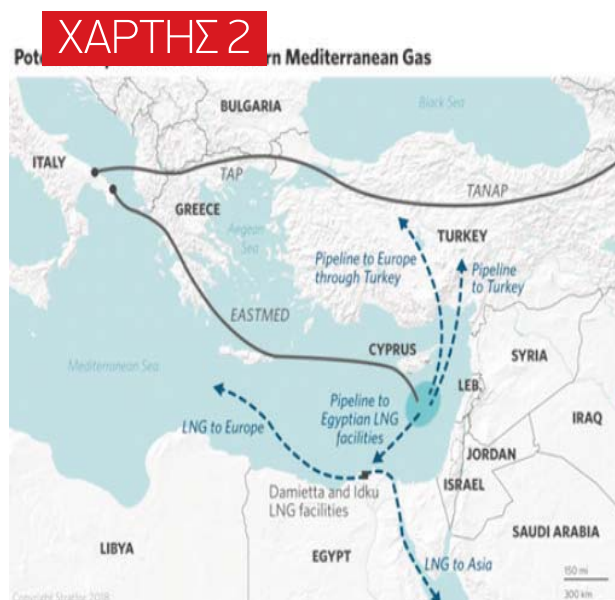 ΧΑΡΤΗΣ 2
rn Mediterranean Gas
BULGARIA
Black Sea
ITALY
TAP
TANAP
GREECE
Aegean
Sea
TURKEY
Pipeline to Europe
through Turkey
Pipeline
to Turkey
EASTMED
CYPRUS
SYRIA
Mediterranean Sea
LEB.
Pipeline to
Egyptian LNG
facilities
LNG to Europe
IRAQ
JORDAN
ISRAEL
Damietta and Idku
LNG facilities
SAUDI ARABIA
LIBYA
EGYPT
LNG to Asia
150 mi
300 km
Copyright Stratfor 2018